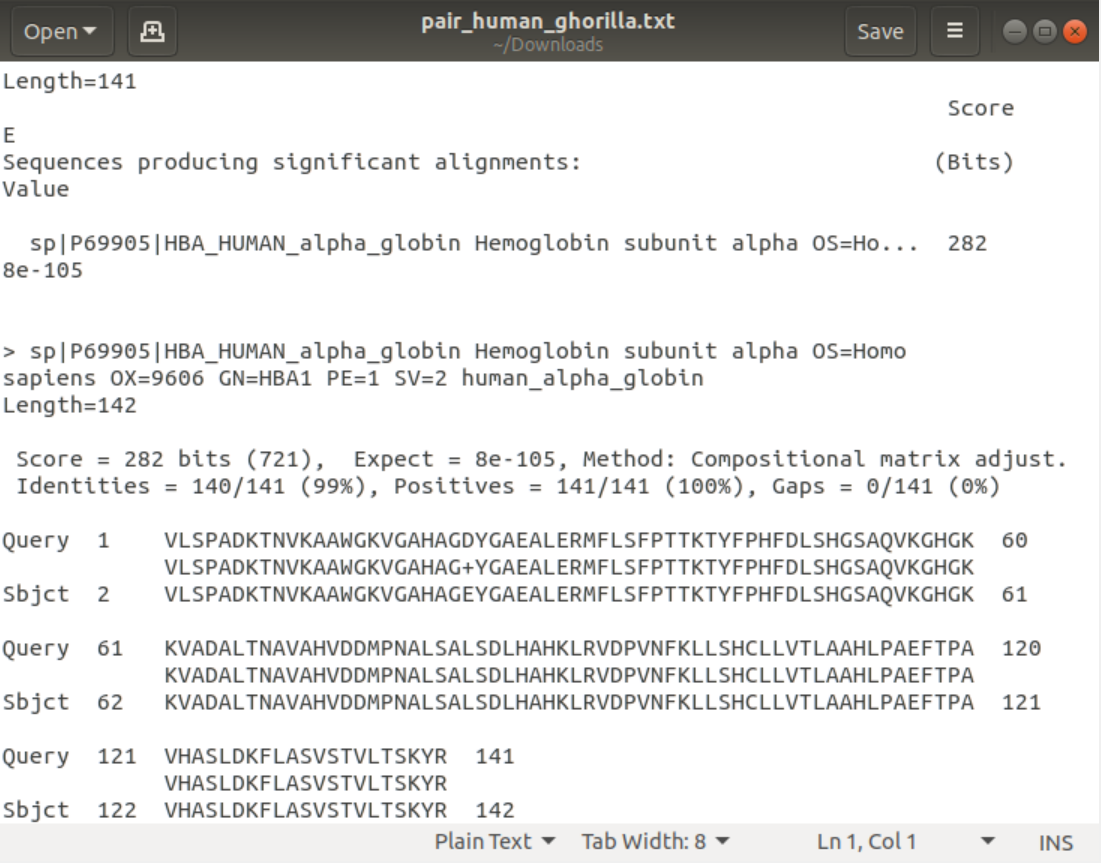 Open
pair_human_ghorilla.txt
~/Downloads
Save
Length=141
Score
E
Sequences producing significant alignments: (Bits)
Value
sp|P69905|HBA_HUMAN_alpha_globin Hemoglobin subunit alpha OS=Ho... 282
8e-105
> sp|P69905|HBA_HUMAN_alpha_globin Hemoglobin subunit alpha OS=Homo
sapiens OX=9606 GN=HBA1 PE=1 SV=2 human_alpha_globin
Length=142
Score = 282 bits (721), Expect = 8e-105, Method: Compositional matrix adjust.
Identities = 140/141 (99%), Positives = 141/141 (100%), Gaps = 0/141 (0%)
Query 1 VLSPADKTNVKAAWGKVGAHAGDYGAEALERMFLSFPTTKTYFPHFDLSHGSAQVKGHGK 60
VLSPADKTNVKAAWGKVGAHAG+YGAEALERMFLSFPTTKTYFPHFDLSHGSAQVKGHGK
Sbjct 2 VLSPADKTNVKAAWGKVGAHAGEYGAEALERMFLSFPTTKTYFPHFDLSHGSAQVKGHGK 61
Query 61 KVADALTNAVAHVDDMPNALSALSDLHAHKLRVDPVNFKLLSHCLLVTLAAHLPAEFTPA 120
KVADALTNAVAHVDDMPNALSALSDLHAHKLRVDPVNFKLLSHCLLVTLAAHLPAEFTPA
Sbjct 62 KVADALTNAVAHVDDMPNALSALSDLHAHKLRVDPVNFKLLSHCLLVTLAAHLPAEFTPA 121
Query 121 VHASLDKFLASVSTVLTSKYR 141
VHASLDKFLASVSTVLTSKYR
Sbjct 122 VHASLDKFLASVSTVLTSKYR 142
Plain Text Tab Width: 8 Ln 1, Col 1 INS